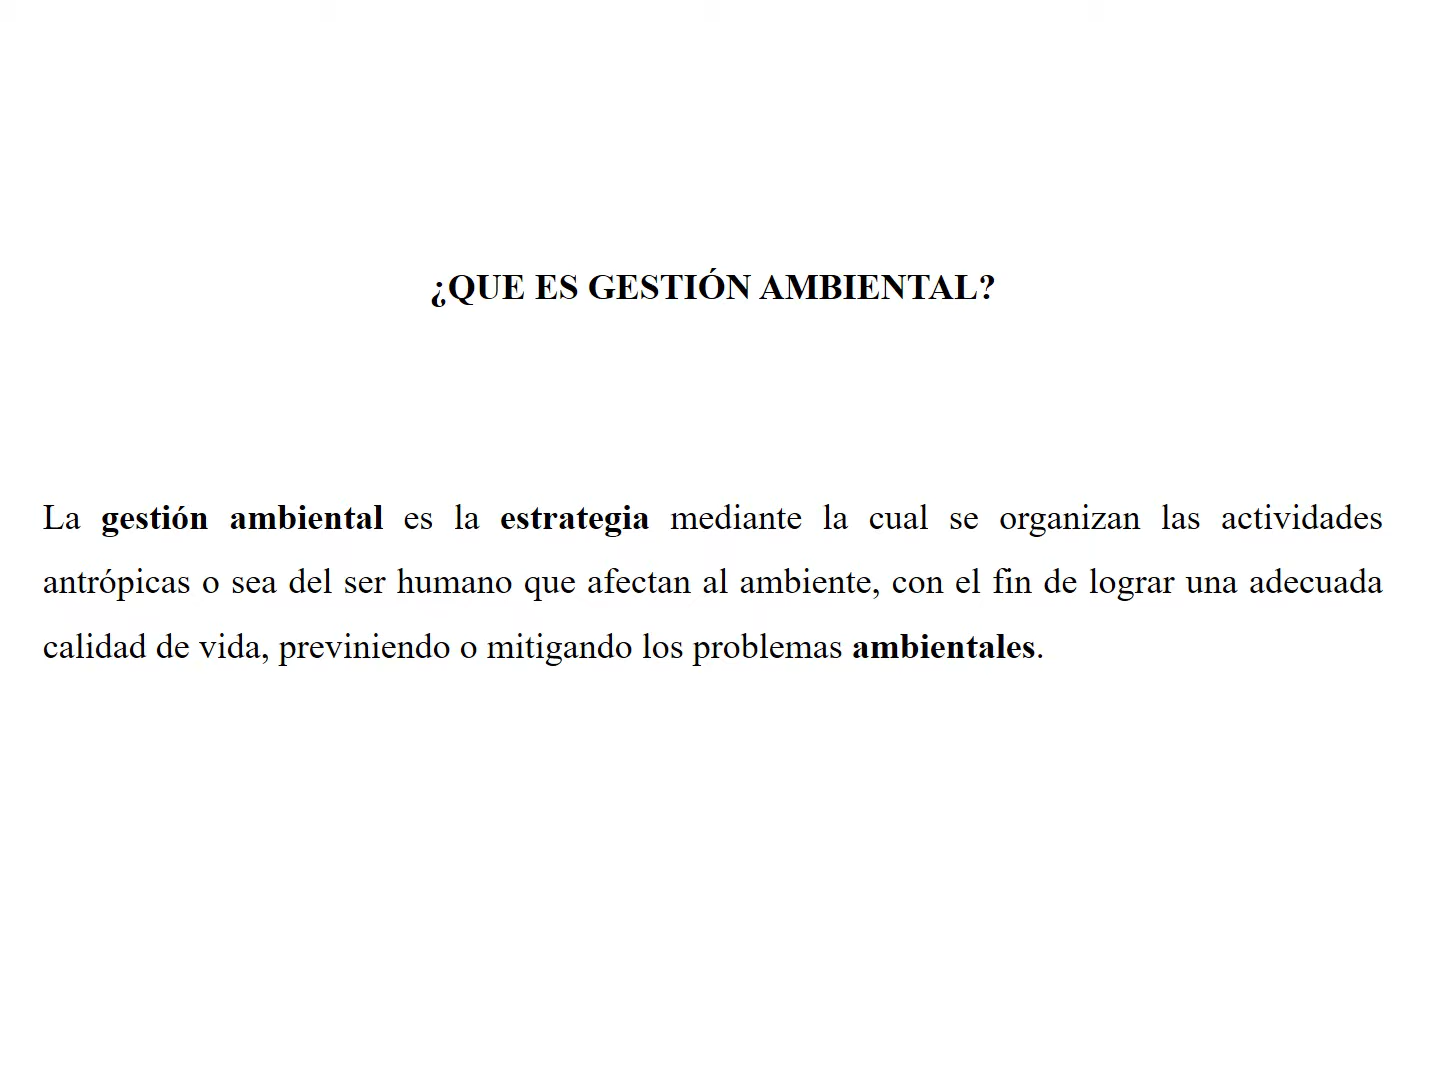 ¿QUE ES GESTIÓN AMBIENTAL?
La gestión ambiental es la estrategia mediante la cual se organizan las actividades
antrópicas o sea del ser humano que afectan al ambiente, con el fin de lograr una adecuada
calidad de vida, previniendo o mitigando los problemas ambientales.